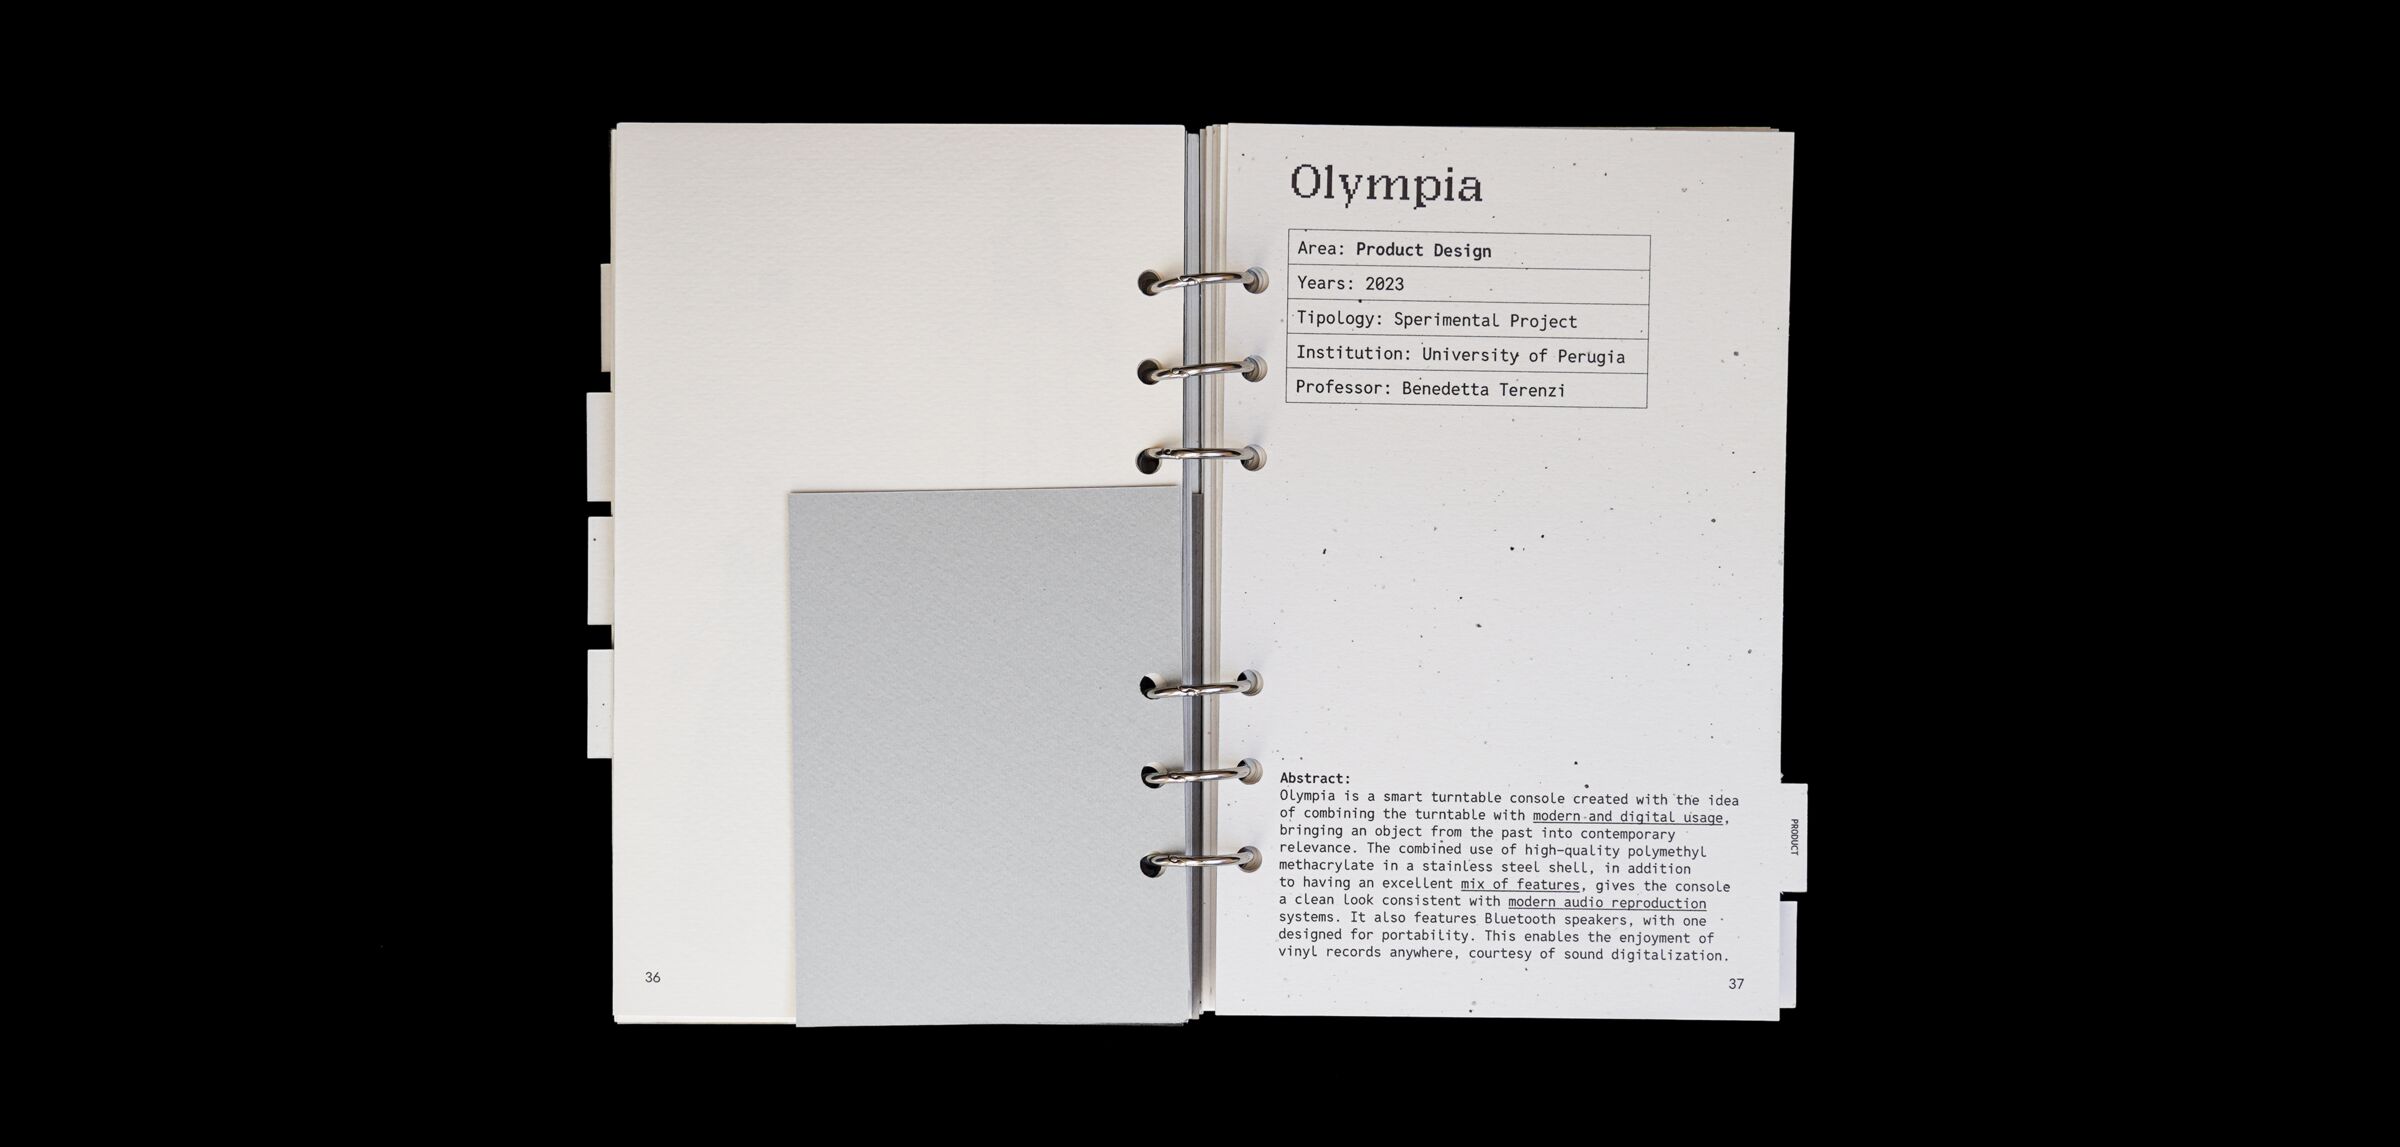 36
Olympia
Area: Product Design
Years: 2023
Tipology: Sperimental Project
Institution: University of Perugia
Professor: Benedetta Terenzi
Abstract:
Olympia is a smart turntable console created with the idea
of combining the turntable with modern and digital usage,
bringing an object from the past into contemporary
relevance. The combined use of high-quality polymethyl
methacrylate in a stainless steel shell, in addition
to having an excellent mix of features, gives the console
a clean look consistent with modern audio reproduction
systems. It also features Bluetooth speakers, with one
designed for portability. This enables the enjoyment of
vinyl records anywhere, courtesy of sound digitalization.
37
PRODUCT